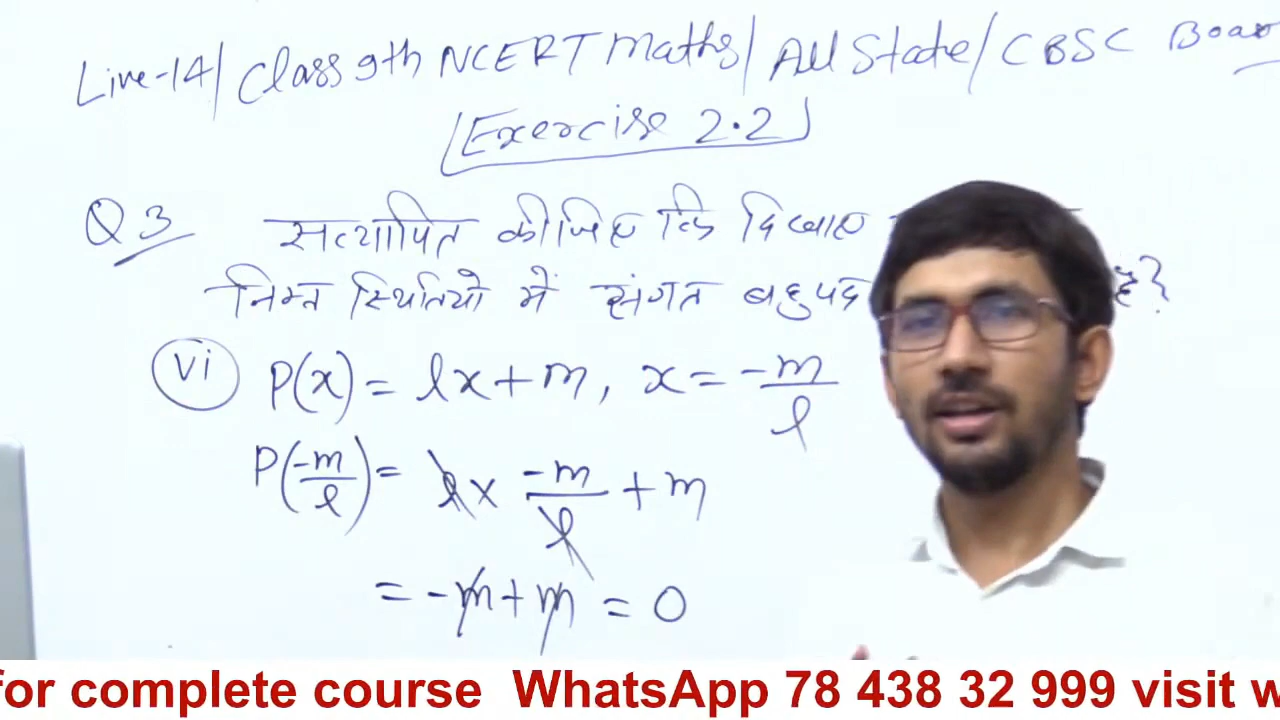 Live-14/ Class 9th NCERT Maths/ All State/ CBSC Boar
Exercise 2.2
Q 3 सत्यापित कीजिए कि दिखाए
निम्न स्थितियों में संगत बहुपद है?
vi P(x) = lx + m, x = -m/l
P(-m/l) = l x -m/l + m
= -m + m = 0
for complete course WhatsApp 78 438 32 999 visit w